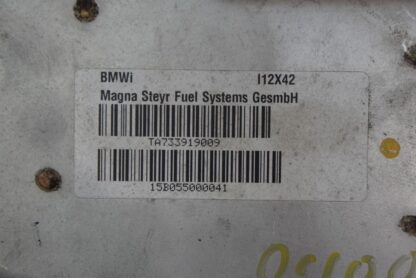 BMWi I12X42
Magna Steyr Fuel Systems GesmbH
TA733919009
15B055000041